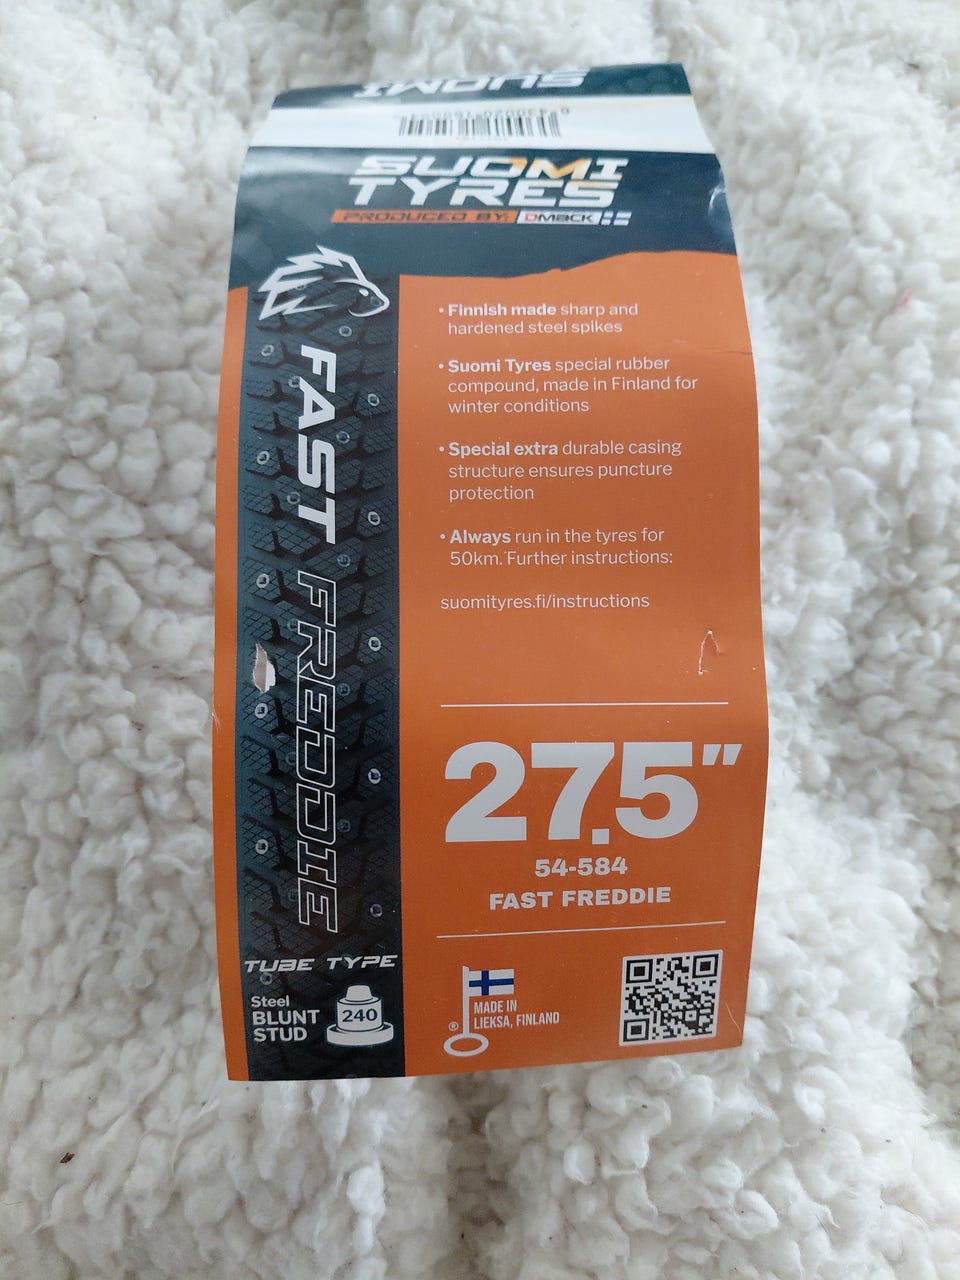 SUOMI
SUOMI
TYRES
PRODUCED BY: DMACK
FAST FREDDIE
• Finnish made sharp and
hardened steel spikes
• Suomi Tyres special rubber
compound, made in Finland for
winter conditions
• Special extra durable casing
structure ensures puncture
protection
• Always run in the tyres for
50km. Further instructions:
suomityres.fi/instructions
27.5"
54-584
FAST FREDDIE
TUBE TYPE
Steel
BLUNT
STUD
240
MADE IN
LIEKSA, FINLAND
®